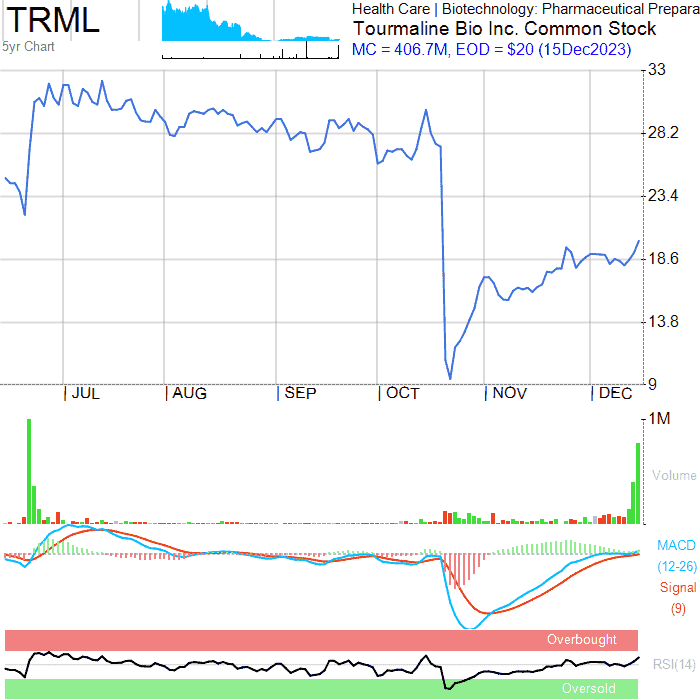 TRML
5yr Chart
Health Care | Biotechnology: Pharmaceutical Prepara
Tourmaline Bio Inc. Common Stock
MC = 406.7M, EOD = $20 (15Dec2023)
33
28.2
23.4
18.6
13.8
9
JUL
AUG
SEP
OCT
NOV
DEC
1M
Volume
MACD
(12-26)
Signal
(9)
Overbought
RSI(14)
Oversold